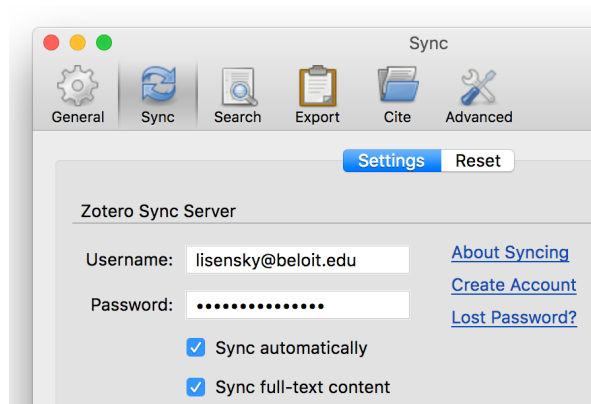 Sync
General Sync Search Export Cite Advanced
Settings Reset
Zotero Sync Server
Username: lisensky@beloit.edu About Syncing
Create Account
Password: •••••••••••••••
Lost Password?
Sync automatically
Sync full-text content